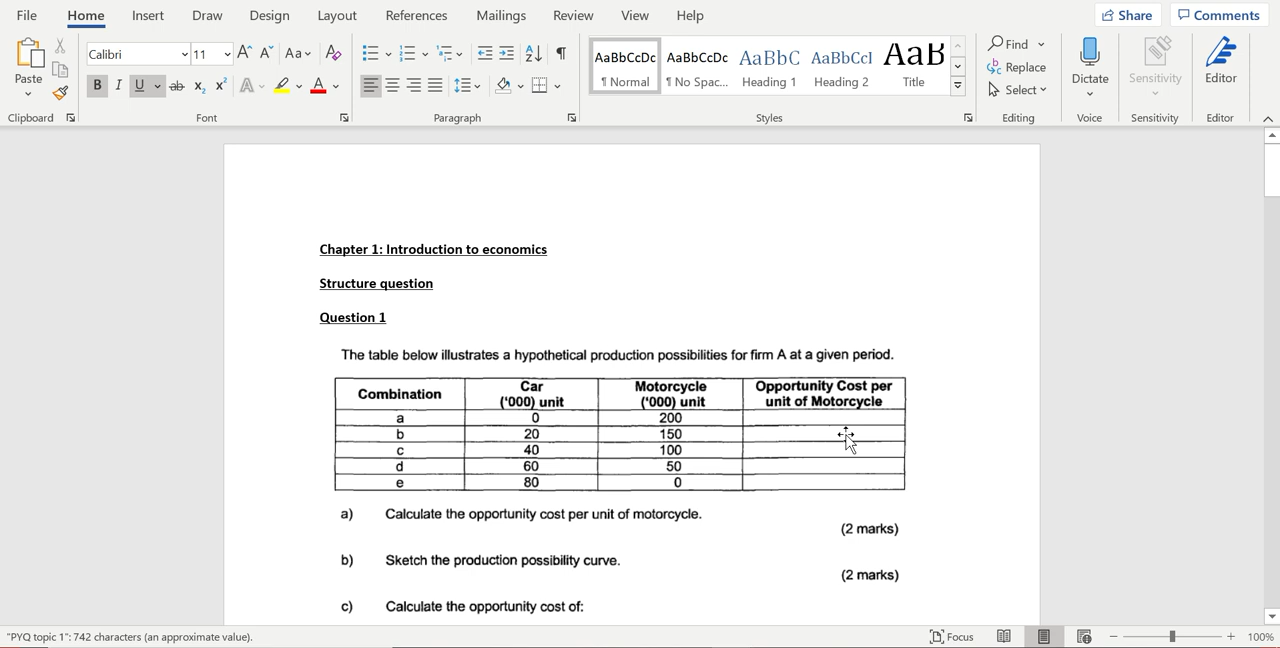 File Home Insert Draw Design Layout References Mailings Review View Help Share Comments
Calibri 11 Aa AaBbCcDc AaBbCcDc AaBbC AaBbCcI AaB Find
Paste Replace Dictate Sensitivity Editor
B I U ab x₂ x² A A ¶ Normal ¶ No Spac... Heading 1 Heading 2 Title Select
Clipboard Font Paragraph Styles Editing Voice Sensitivity Editor
Chapter 1: Introduction to economics
Structure question
Question 1
The table below illustrates a hypothetical production possibilities for firm A at a given period.
Combination Car ('000) unit Motorcycle ('000) unit Opportunity Cost per unit of Motorcycle
a 0 200
b 20 150
c 40 100
d 60 50
e 80 0
a) Calculate the opportunity cost per unit of motorcycle.
(2 marks)
b) Sketch the production possibility curve.
(2 marks)
c) Calculate the opportunity cost of:
"PYQ topic 1": 742 characters (an approximate value). Focus 100%